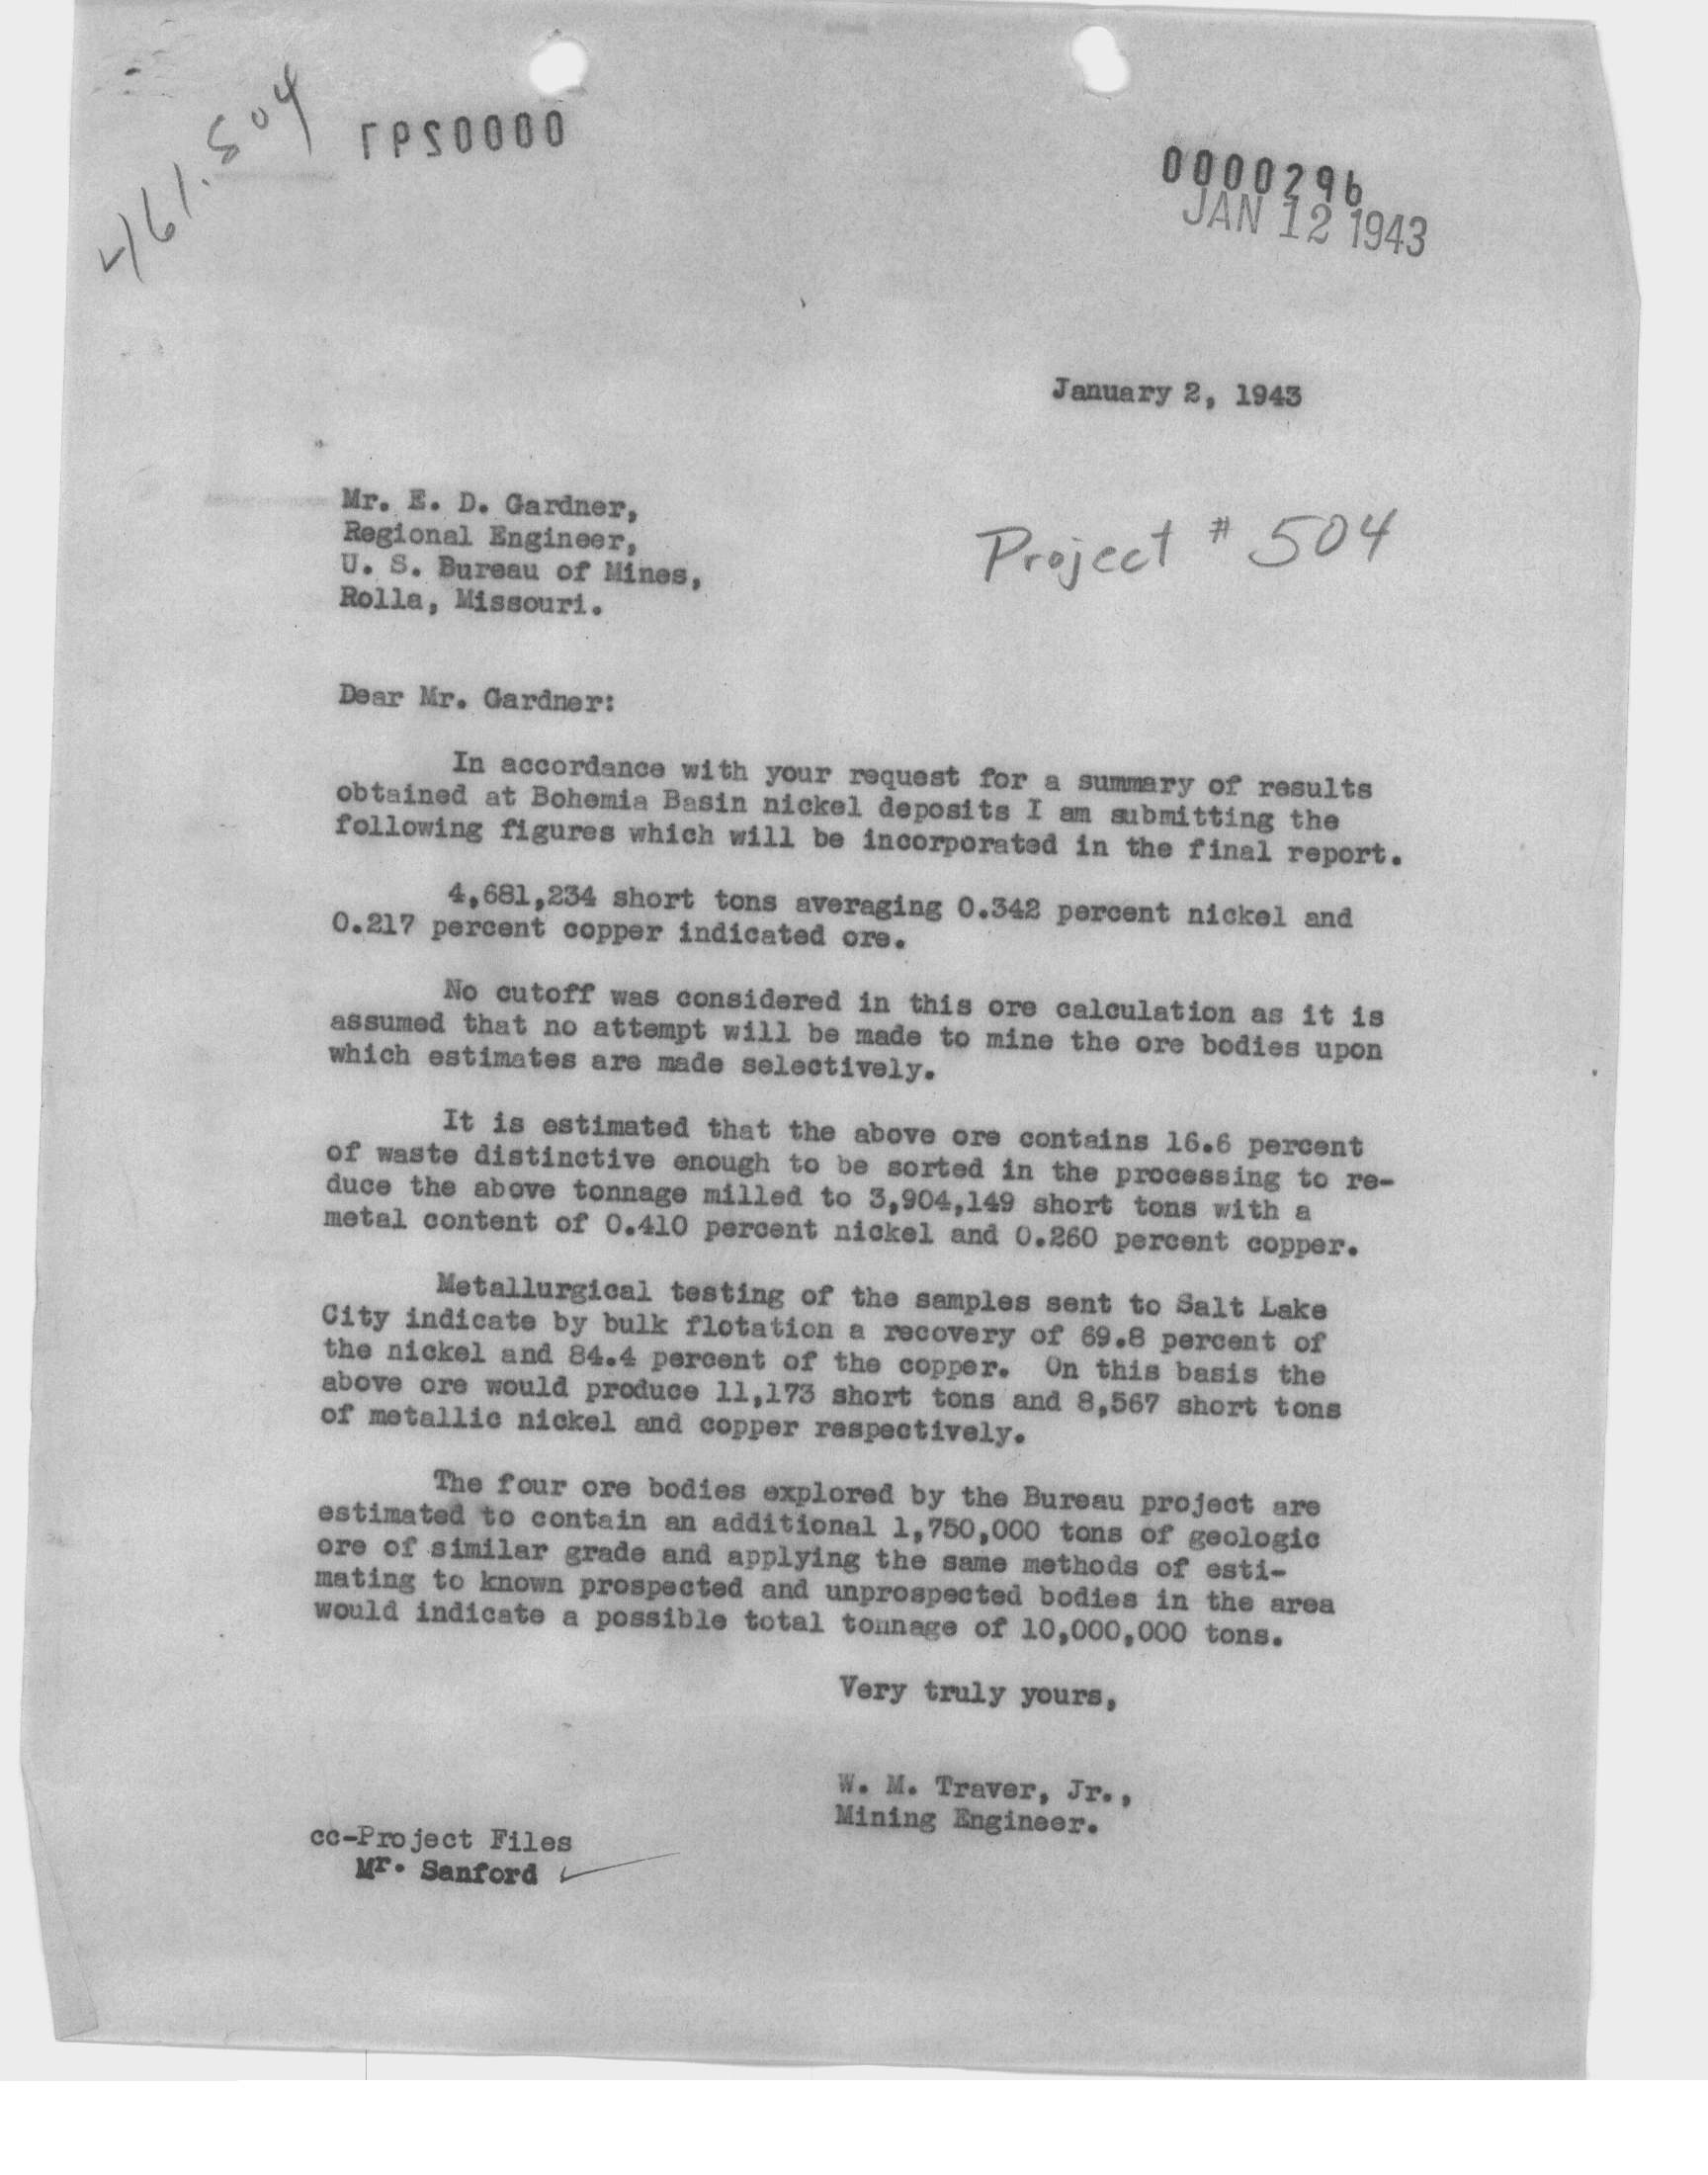 461.504
0000291
0000296
JAN 12 1943
January 2, 1943
Mr. E. D. Gardner,
Regional Engineer,
U. S. Bureau of Mines,
Rolla, Missouri.
Project # 504
Dear Mr. Gardner:
In accordance with your request for a summary of results
obtained at Bohemia Basin nickel deposits I am submitting the
following figures which will be incorporated in the final report.
4,681,234 short tons averaging 0.342 percent nickel and
0.217 percent copper indicated ore.
No cutoff was considered in this ore calculation as it is
assumed that no attempt will be made to mine the ore bodies upon
which estimates are made selectively.
It is estimated that the above ore contains 16.6 percent
of waste distinctive enough to be sorted in the processing to re-
duce the above tonnage milled to 3,904,149 short tons with a
metal content of 0.410 percent nickel and 0.260 percent copper.
Metallurgical testing of the samples sent to Salt Lake
City indicate by bulk flotation a recovery of 69.8 percent of
the nickel and 84.4 percent of the copper. On this basis the
above ore would produce 11,173 short tons and 8,567 short tons
of metallic nickel and copper respectively.
The four ore bodies explored by the Bureau project are
estimated to contain an additional 1,750,000 tons of geologic
ore of similar grade and applying the same methods of esti-
mating to known prospected and unprospected bodies in the area
would indicate a possible total tonnage of 10,000,000 tons.
Very truly yours,
W. M. Traver, Jr.,
Mining Engineer.
cc-Project Files
Mr. Sanford